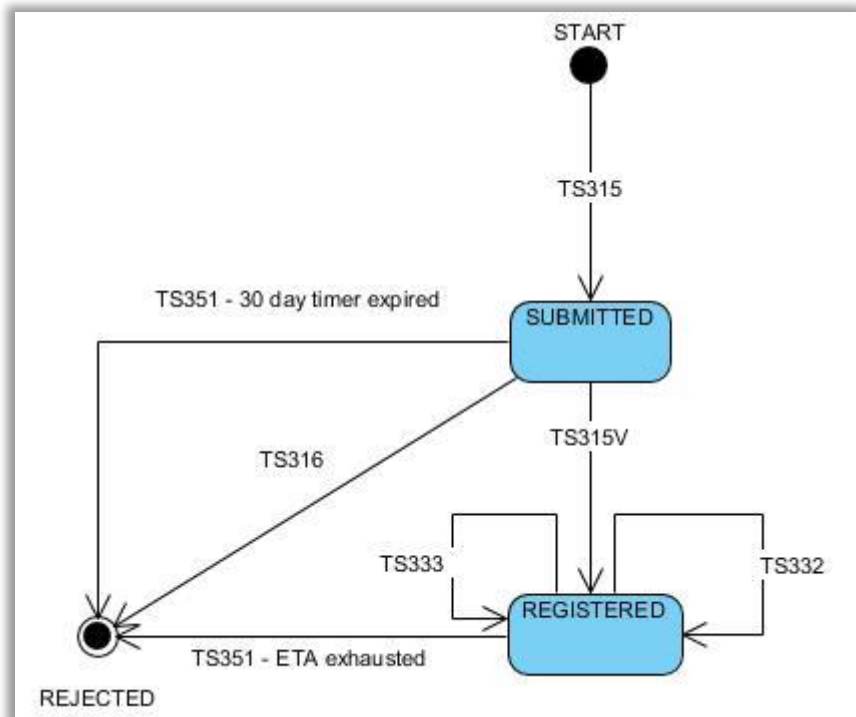 START
TS315
TS351 - 30 day timer expired
SUBMITTED
TS315V
TS316
TS333
TS332
REGISTERED
TS351 - ETA exhausted
REJECTED